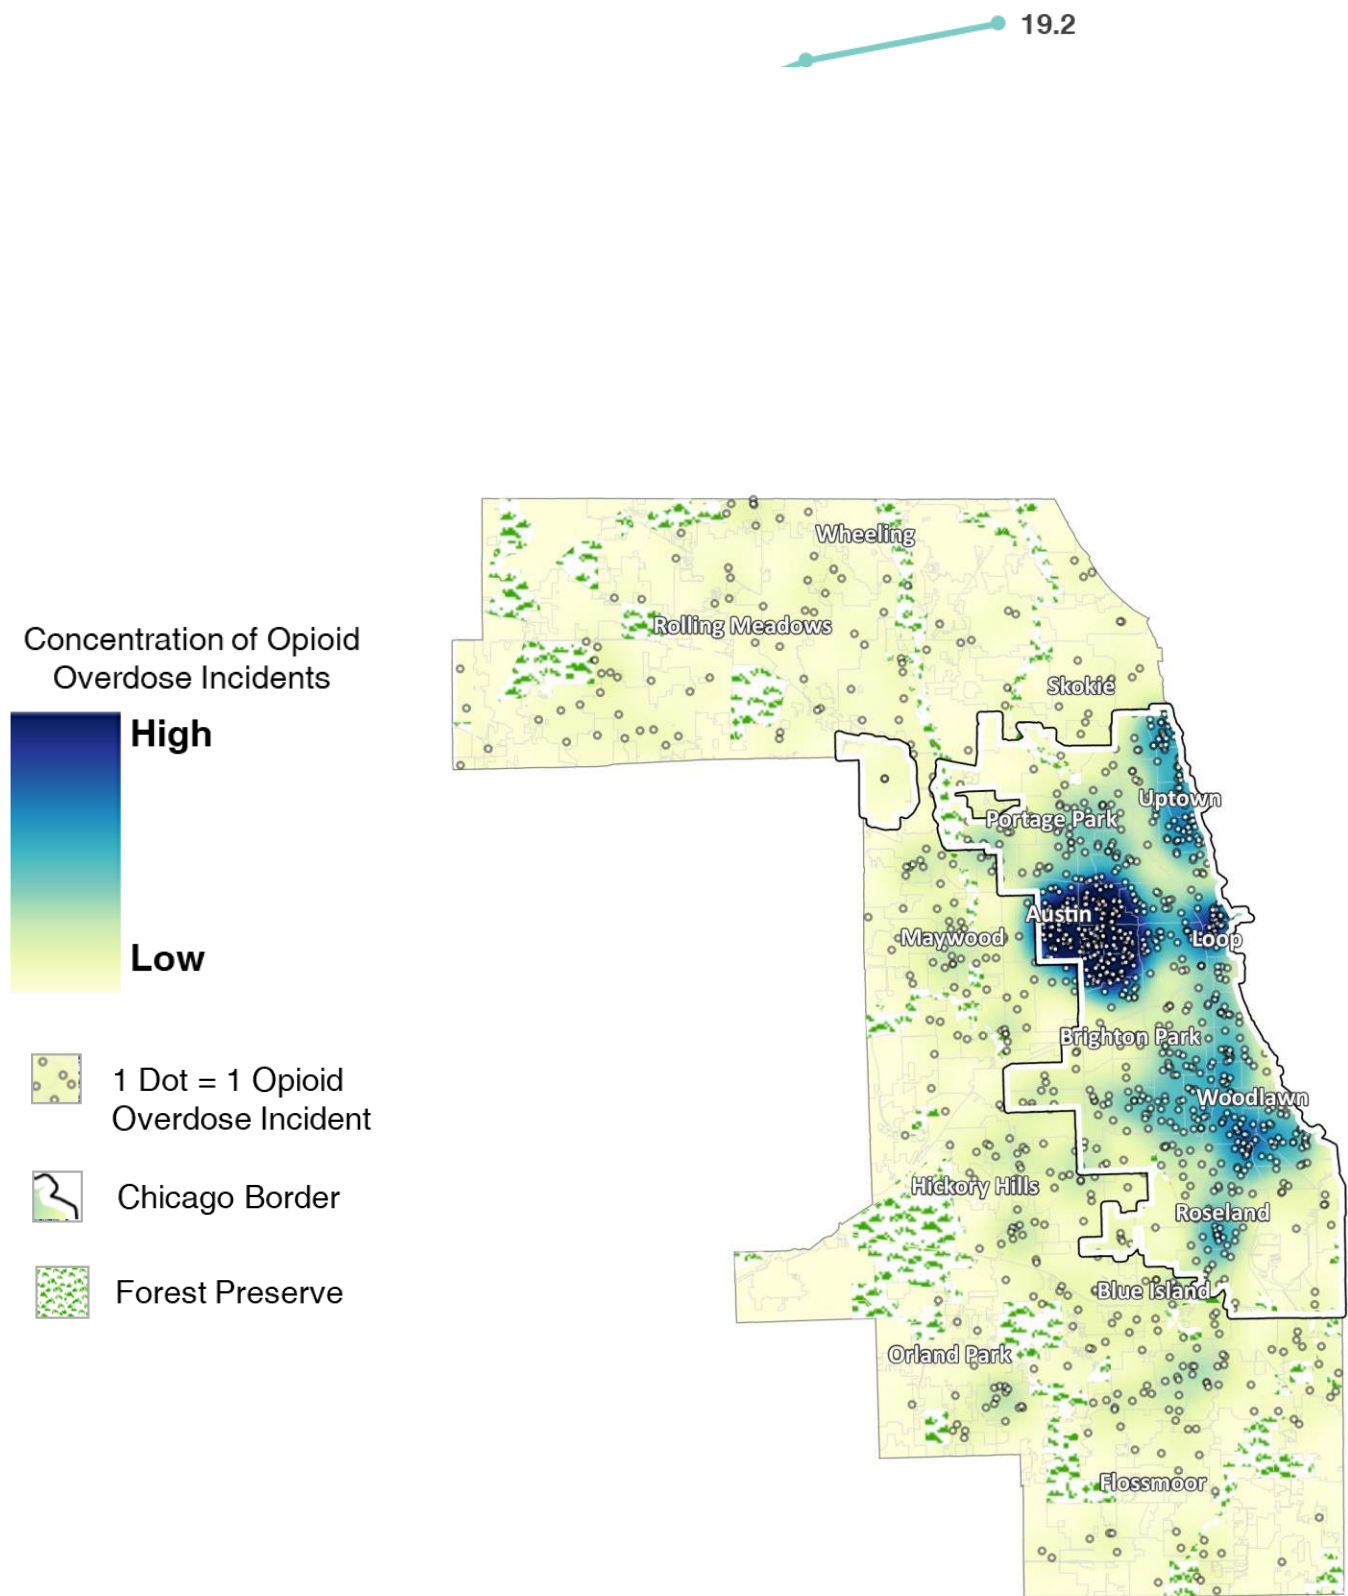 19.2
Wheeling
Rolling Meadows
Concentration of Opioid
Overdose Incidents
High
Low
Skokie
Uptown
Portage Park
Austin
Maywood
Loop
Brighton Park
1 Dot = 1 Opioid
Overdose Incident
Woodlawn
Chicago Border
Hickory Hills
Roseland
Forest Preserve
Blue Island
Orland Park
Flossmoor